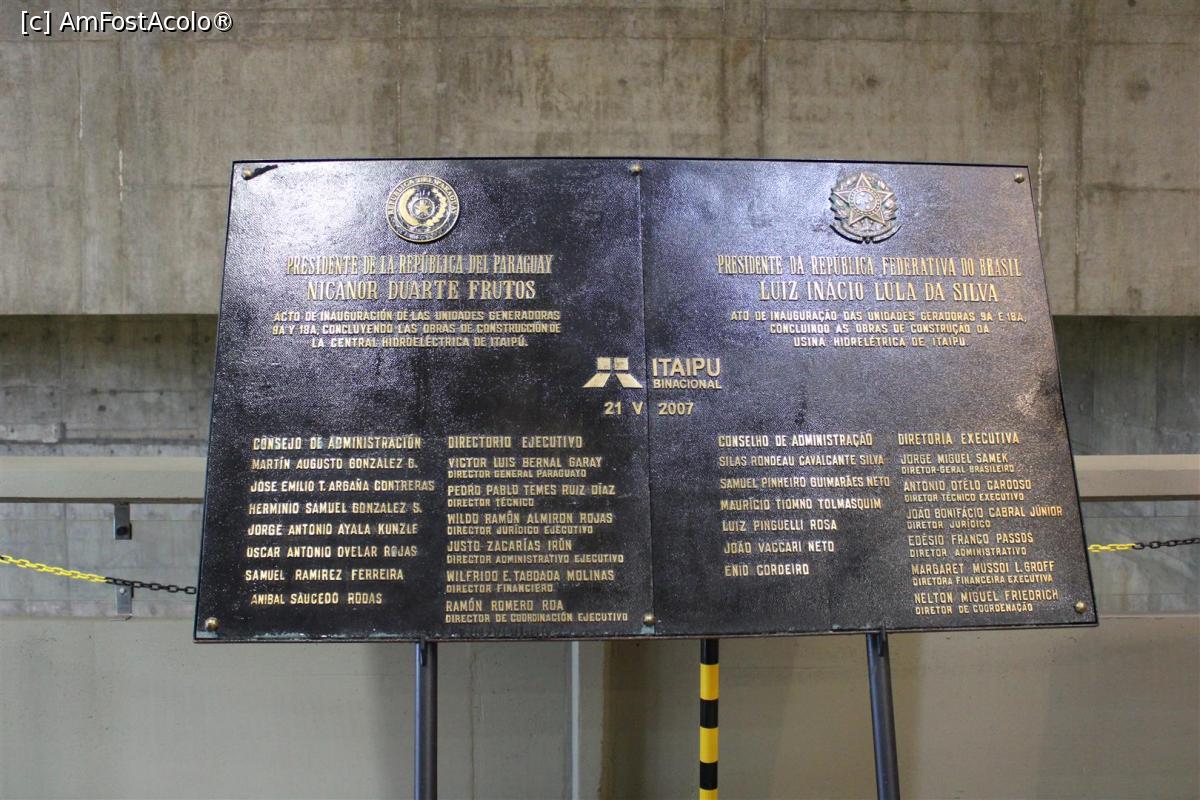 [c] AmFostAcolo®
PRESIDENTE DE LA REPÚBLICA DEL PARAGUAY
NICANOR DUARTE FRUTOS
ACTO DE INAUGURACIÓN DE LAS UNIDADES GENERADORAS
9A Y 18A, CONCLUYENDO LAS OBRAS DE CONSTRUCCIÓN DE
LA CENTRAL HIDROELÉCTRICA DE ITAIPÚ.
PRESIDENTE DA REPÚBLICA FEDERATIVA DO BRASIL
LUIZ INÁCIO LULA DA SILVA
ATO DE INAUGURAÇÃO DAS UNIDADES GERADORAS 9A E 18A,
CONCLUINDO AS OBRAS DE CONSTRUÇÃO DA
USINA HIDRELÉTRICA DE ITAIPU.
ITAIPU
BINACIONAL
21 V 2007
CONSEJO DE ADMINISTRACIÓN
MARTÍN AUGUSTO GONZÁLEZ G.
JOSÉ EMILIO T. ARGAÑA CONTRERAS
HERMINIO SAMUEL GONZALEZ S.
JORGE ANTONIO AYALA KUNZLE
OSCAR ANTONIO OVELAR ROJAS
SAMUEL RAMIREZ FERREIRA
ANIBAL SAUCEDO RODAS
DIRECTORIO EJECUTIVO
VICTOR LUIS BERNAL GARAY
DIRECTOR GENERAL PARAGUAYO
PEDRO PABLO TEMES RUIZ DÍAZ
DIRECTOR TÉCNICO
WILDO RAMÓN ALMIRON ROJAS
DIRECTOR JURÍDICO EJECUTIVO
JUSTO ZACARÍAS IRÚN
DIRECTOR ADMINISTRATIVO EJECUTIVO
WILFRIDO E. TABOADA MOLINAS
DIRECTOR FINANCIERO
RAMÓN ROMERO ROA
DIRECTOR DE COORDINACIÓN EJECUTIVO
CONSELHO DE ADMINISTRAÇÃO
SILAS RONDEAU CAVALCANTE SILVA
SAMUEL PINHEIRO GUIMARÃES NETO
MAURÍCIO TIOMNO TOLMASQUIM
LUIZ PINGUELLI ROSA
JOÃO VACCARI NETO
ENIO CORDEIRO
DIRETORIA EXECUTIVA
JORGE MIGUEL SAMEK
DIRETOR-GERAL BRASILEIRO
ANTONIO OTÉLO CARDOSO
DIRETOR TÉCNICO EXECUTIVO
JOÃO BONIFÁCIO CABRAL JÚNIOR
DIRETOR JURÍDICO
EDÉSIO FRANCO PASSOS
DIRETOR ADMINISTRATIVO
MARGARET MUSSOI L. GROFF
DIRETORA FINANCEIRA EXECUTIVA
NELTON MIGUEL FRIEDRICH
DIRETOR DE COORDENAÇÃO